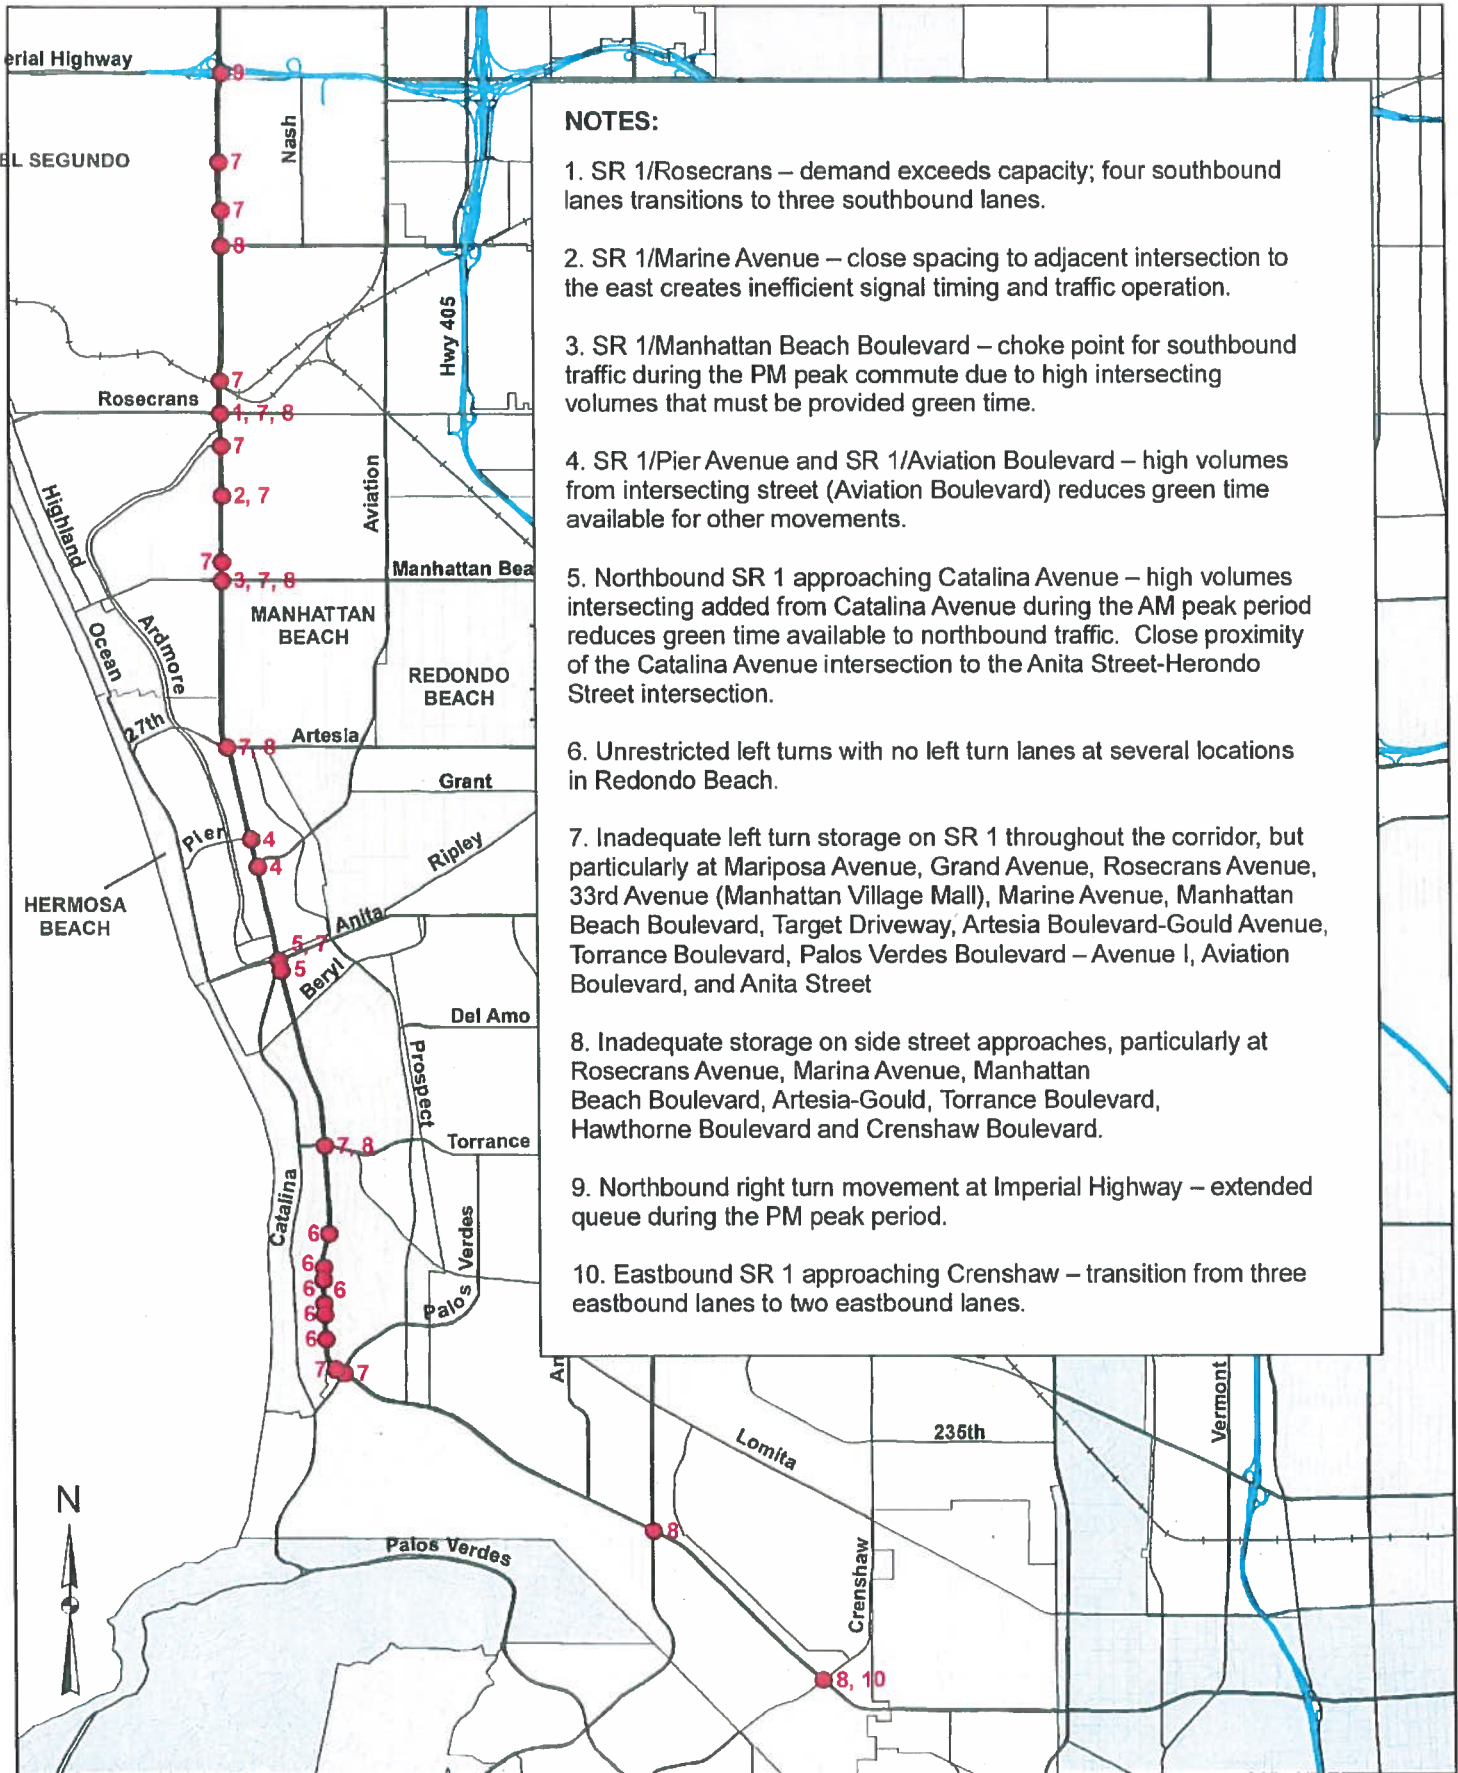 erial Highway
9
Nash
EL SEGUNDO
7
7
8
Hwy 405
7
Rosecrans
1, 7, 8
7
Highland
2, 7
Aviation
7
3, 7, 8
Manhattan Bea
MANHATTAN
BEACH
Ocean
Ardmore
REDONDO
BEACH
27th
7, 8
Artesia
Grant
Pier
4
4
Ripley
HERMOSA
BEACH
Anita
5, 7
5
Beryl
Del Amo
Prospect
7, 8
Torrance
Catalina
6
Palos Verdes
6
6
6
6
6
7
7
NOTES:
1. SR 1/Rosecrans – demand exceeds capacity; four southbound
lanes transitions to three southbound lanes.
2. SR 1/Marine Avenue – close spacing to adjacent intersection to
the east creates inefficient signal timing and traffic operation.
3. SR 1/Manhattan Beach Boulevard – choke point for southbound
traffic during the PM peak commute due to high intersecting
volumes that must be provided green time.
4. SR 1/Pier Avenue and SR 1/Aviation Boulevard – high volumes
from intersecting street (Aviation Boulevard) reduces green time
available for other movements.
5. Northbound SR 1 approaching Catalina Avenue – high volumes
intersecting added from Catalina Avenue during the AM peak period
reduces green time available to northbound traffic. Close proximity
of the Catalina Avenue intersection to the Anita Street-Herondo
Street intersection.
6. Unrestricted left turns with no left turn lanes at several locations
in Redondo Beach.
7. Inadequate left turn storage on SR 1 throughout the corridor, but
particularly at Mariposa Avenue, Grand Avenue, Rosecrans Avenue,
33rd Avenue (Manhattan Village Mall), Marine Avenue, Manhattan
Beach Boulevard, Target Driveway, Artesia Boulevard-Gould Avenue,
Torrance Boulevard, Palos Verdes Boulevard – Avenue I, Aviation
Boulevard, and Anita Street
8. Inadequate storage on side street approaches, particularly at
Rosecrans Avenue, Marina Avenue, Manhattan
Beach Boulevard, Artesia-Gould, Torrance Boulevard,
Hawthorne Boulevard and Crenshaw Boulevard.
9. Northbound right turn movement at Imperial Highway – extended
queue during the PM peak period.
10. Eastbound SR 1 approaching Crenshaw – transition from three
eastbound lanes to two eastbound lanes.
An
Vermont
Lomita
235th
N
8
Palos Verdes
Crenshaw
8, 10